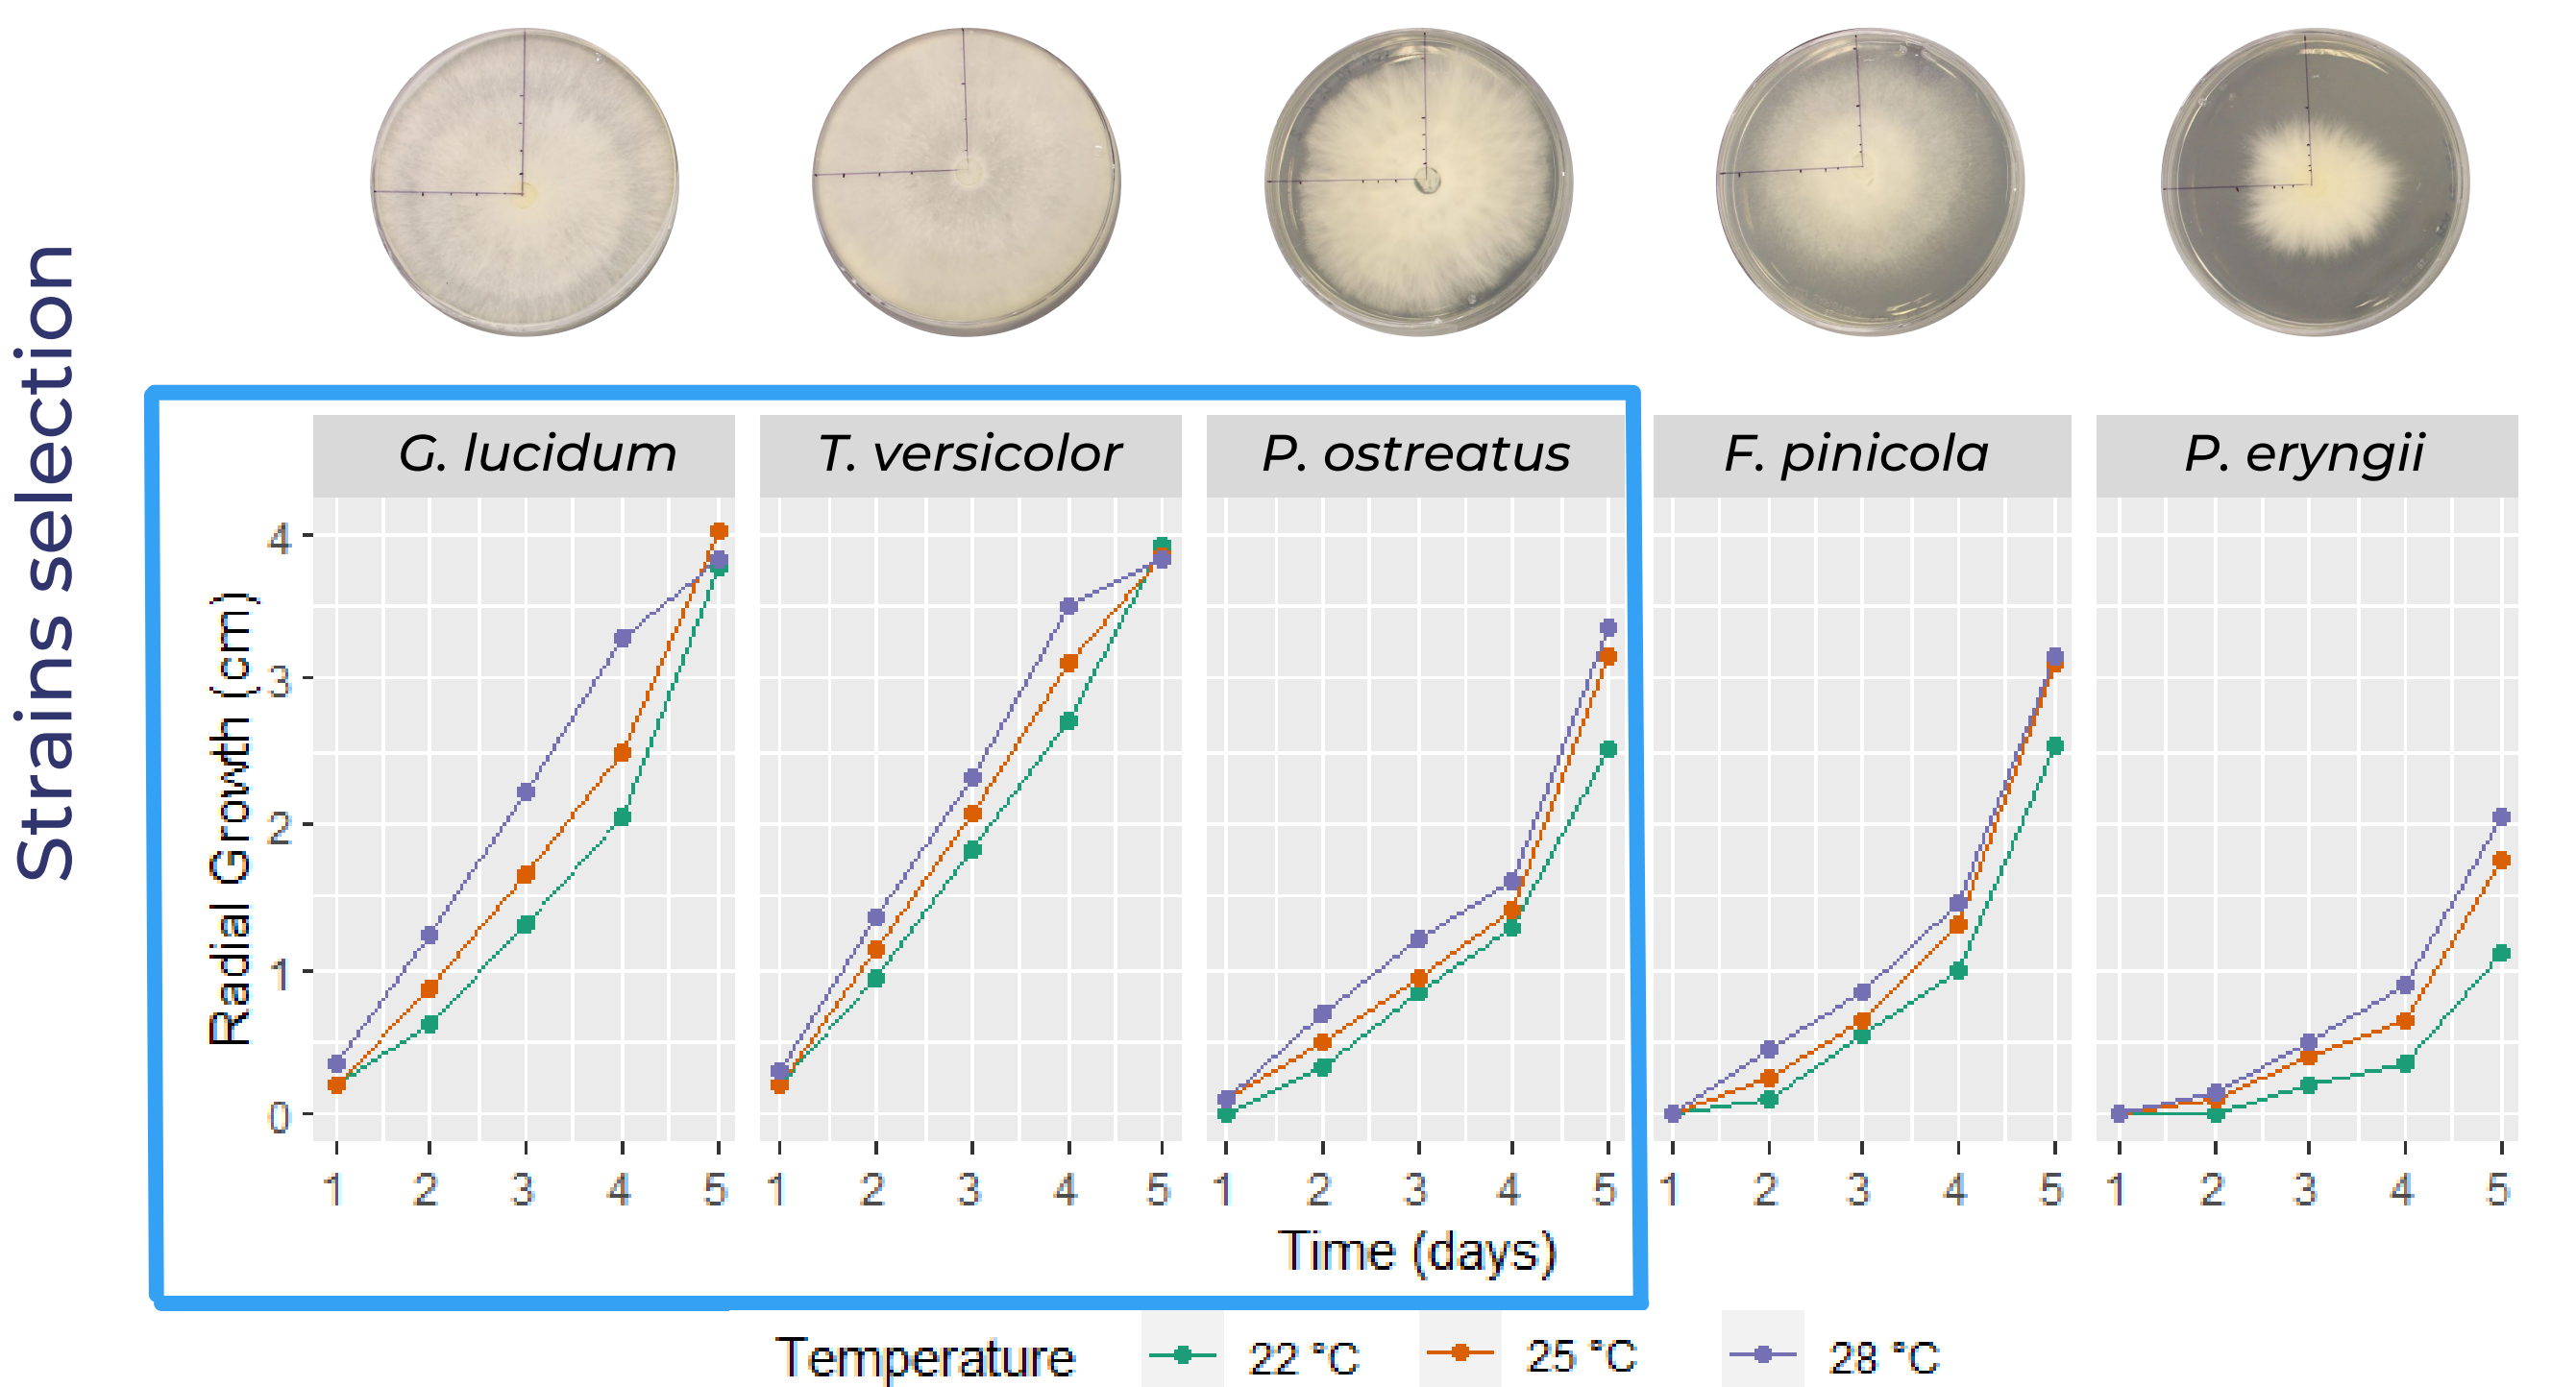 Strains selection
G. lucidum
T. versicolor
P. ostreatus
F. pinicola
P. eryngii
Radial Growth (cm)
4
3
2
1
0
1 2 3 4 5
1 2 3 4 5
1 2 3 4 5
1 2 3 4 5
1 2 3 4 5
Time (days)
Temperature 22 °C 25 °C 28 °C